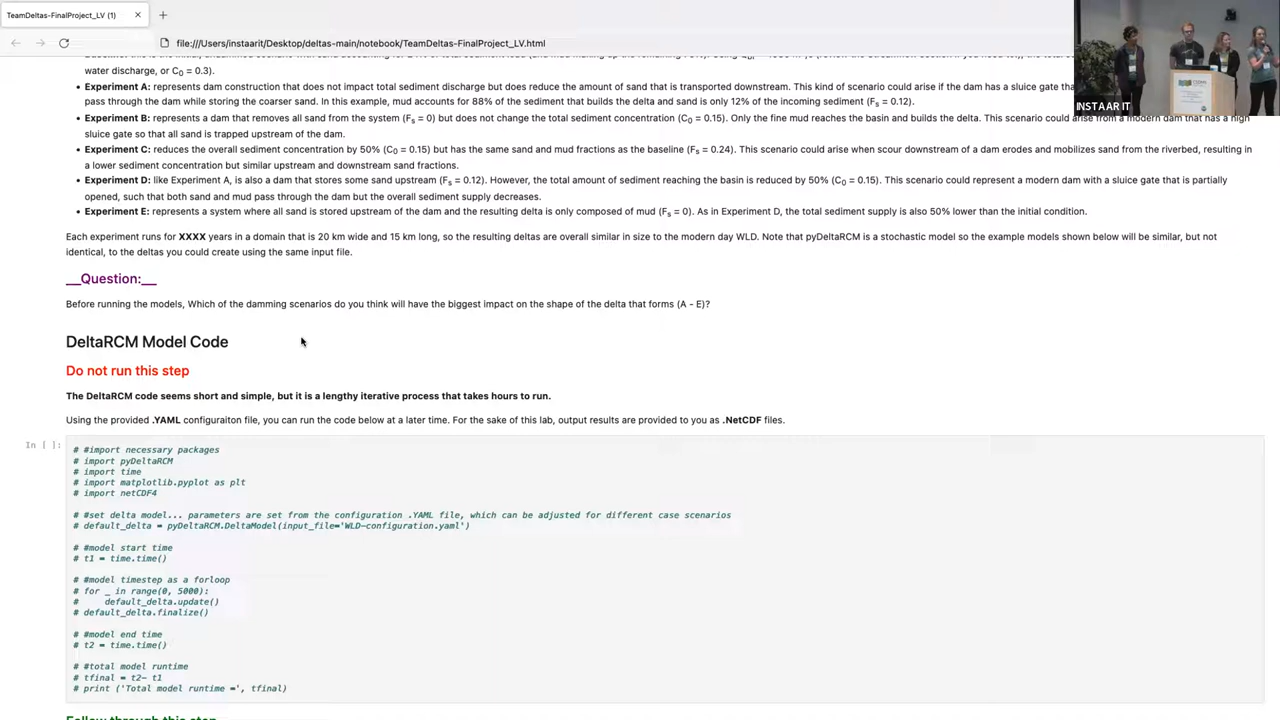 TeamDeltas-FinalProject_LV (1)
file:///Users/instaarit/Desktop/deltas-main/notebook/TeamDeltas-FinalProject_LV.html
INSTAAR IT
water discharge, or C0 = 0.3).
Experiment A: represents dam construction that does not impact total sediment discharge but does reduce the amount of sand that is transported downstream. This kind of scenario could arise if the dam has a sluice gate tha
pass through the dam while storing the coarser sand. In this example, mud accounts for 88% of the sediment that builds the delta and sand is only 12% of the incoming sediment (Fs = 0.12).
Experiment B: represents a dam that removes all sand from the system (Fs = 0) but does not change the total sediment concentration (C0 = 0.15). Only the fine mud reaches the basin and builds the delta. This scenario could arise from a modern dam that has a high
sluice gate so that all sand is trapped upstream of the dam.
Experiment C: reduces the overall sediment concentration by 50% (C0 = 0.15) but has the same sand and mud fractions as the baseline (Fs = 0.24). This scenario could arise when scour downstream of a dam erodes and mobilizes sand from the riverbed, resulting in
a lower sediment concentration but similar upstream and downstream sand fractions.
Experiment D: like Experiment A, is also a dam that stores some sand upstream (Fs = 0.12). However, the total amount of sediment reaching the basin is reduced by 50% (C0 = 0.15). This scenario could represent a modern dam with a sluice gate that is partially
opened, such that both sand and mud pass through the dam but the overall sediment supply decreases.
Experiment E: represents a system where all sand is stored upstream of the dam and the resulting delta is only composed of mud (Fs = 0). As in Experiment D, the total sediment supply is also 50% lower than the initial condition.
Each experiment runs for XXXX years in a domain that is 20 km wide and 15 km long, so the resulting deltas are overall similar in size to the modern day WLD. Note that pyDeltaRCM is a stochastic model so the example models shown below will be similar, but not
identical, to the deltas you could create using the same input file.
__Question:__
Before running the models, Which of the damming scenarios do you think will have the biggest impact on the shape of the delta that forms (A - E)?
DeltaRCM Model Code
Do not run this step
The DeltaRCM code seems short and simple, but it is a lengthy iterative process that takes hours to run.
Using the provided .YAML configuraiton file, you can run the code below at a later time. For the sake of this lab, output results are provided to you as .NetCDF files.
In [ ]:
# #import necessary packages
# import pyDeltaRCM
# import time
# import matplotlib.pyplot as plt
# import netCDF4
# #set delta model... parameters are set from the configuration .YAML file, which can be adjusted for different case scenarios
# default_delta = pyDeltaRCM.DeltaModel(input_file='WLD-configuration.yaml')
# #model start time
# t1 = time.time()
# #model timestep as a forloop
# for _ in range(0, 5000):
# default_delta.update()
# default_delta.finalize()
# #model end time
# t2 = time.time()
# #total model runtime
# tfinal = t2- t1
# print ('Total model runtime =', tfinal)
Follow through this step